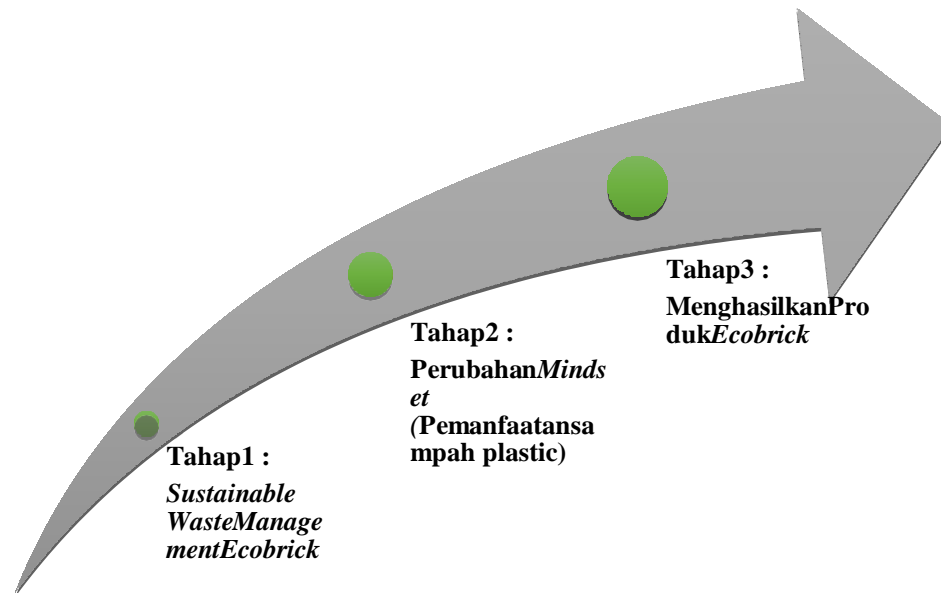 Tahap1 :
Sustainable
WasteManage
mentEcobrick
Tahap2 :
PerubahanMinds
et
(Pemanfaatansa
mpah plastic)
Tahap3 :
MenghasilkanPro
dukEcobrick